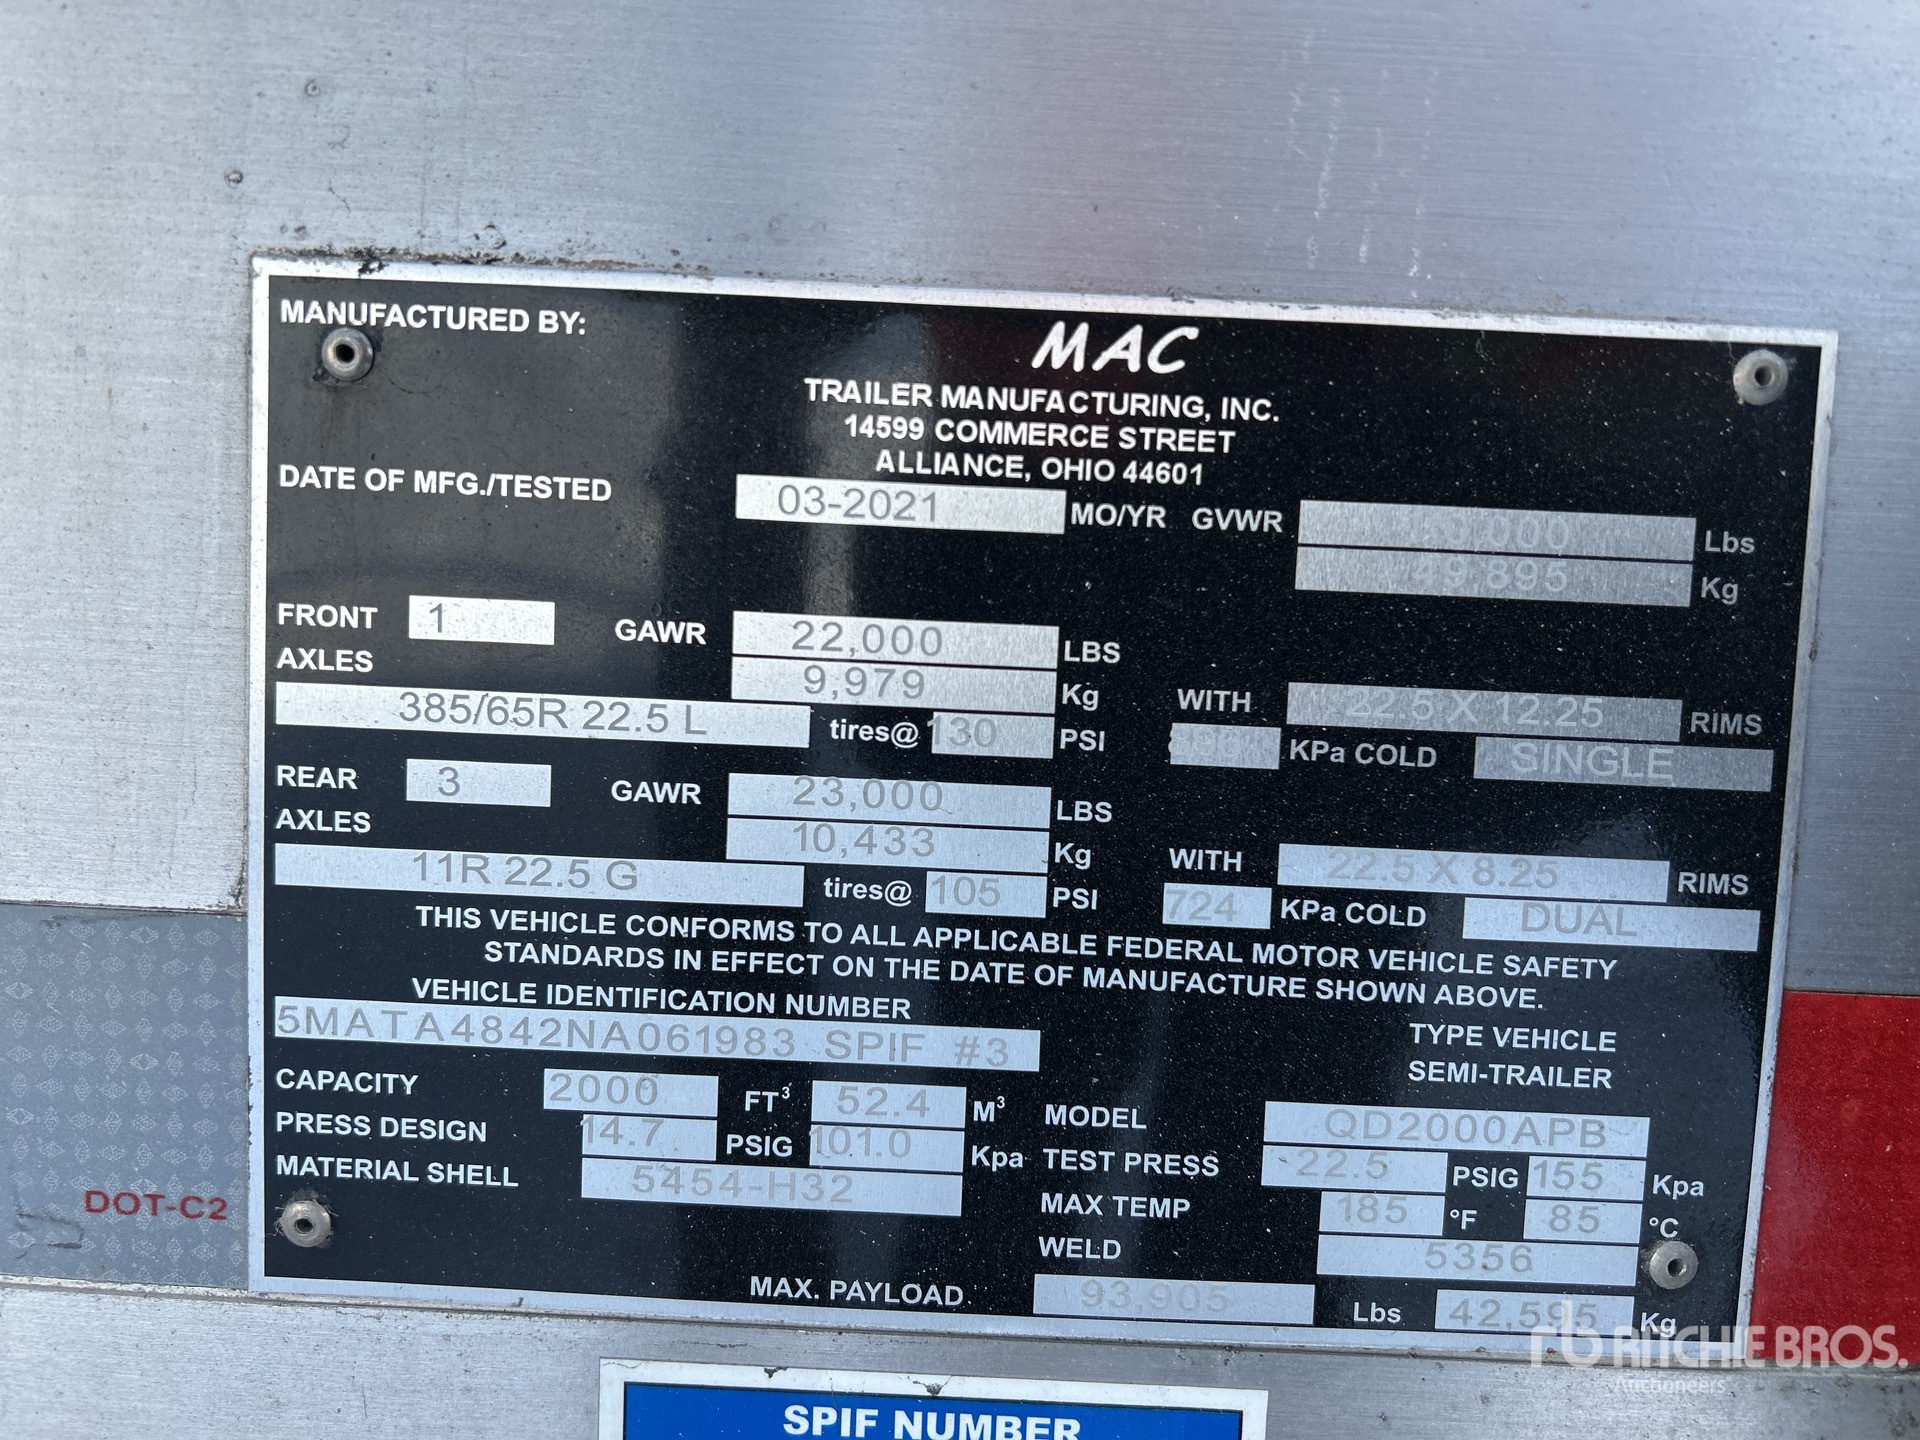 MANUFACTURED BY:
MAC
TRAILER MANUFACTURING, INC.
14599 COMMERCE STREET
ALLIANCE, OHIO 44601
DATE OF MFG./TESTED 03-2021 MO/YR GVWR Lbs
49,895 Kg
FRONT 1 GAWR 22,000 LBS
AXLES 9,979 Kg WITH 22.5 X 12.25 RIMS
385/65R 22.5 L tires@ 130 PSI KPa COLD SINGLE
REAR 3 GAWR 23,000 LBS
AXLES 10,433 Kg WITH 22.5 X 8.25 RIMS
11R 22.5 G tires@ 105 PSI 724 KPa COLD DUAL
THIS VEHICLE CONFORMS TO ALL APPLICABLE FEDERAL MOTOR VEHICLE SAFETY
STANDARDS IN EFFECT ON THE DATE OF MANUFACTURE SHOWN ABOVE.
VEHICLE IDENTIFICATION NUMBER
5MATA4842NA061983 SPIF #3
TYPE VEHICLE
SEMI-TRAILER
CAPACITY 2000 FT³ 52.4 M³ MODEL QD2000APB
PRESS DESIGN 14.7 PSIG 101.0 Kpa TEST PRESS 22.5 PSIG 155 Kpa
MATERIAL SHELL 5454-H32 MAX TEMP 185 °F 85 °C
WELD 5356
MAX. PAYLOAD 93,905 Lbs 42,595 Kg
DOT-C2
SPIF NUMBER
rb RITCHIE BROS.
Auctioneers